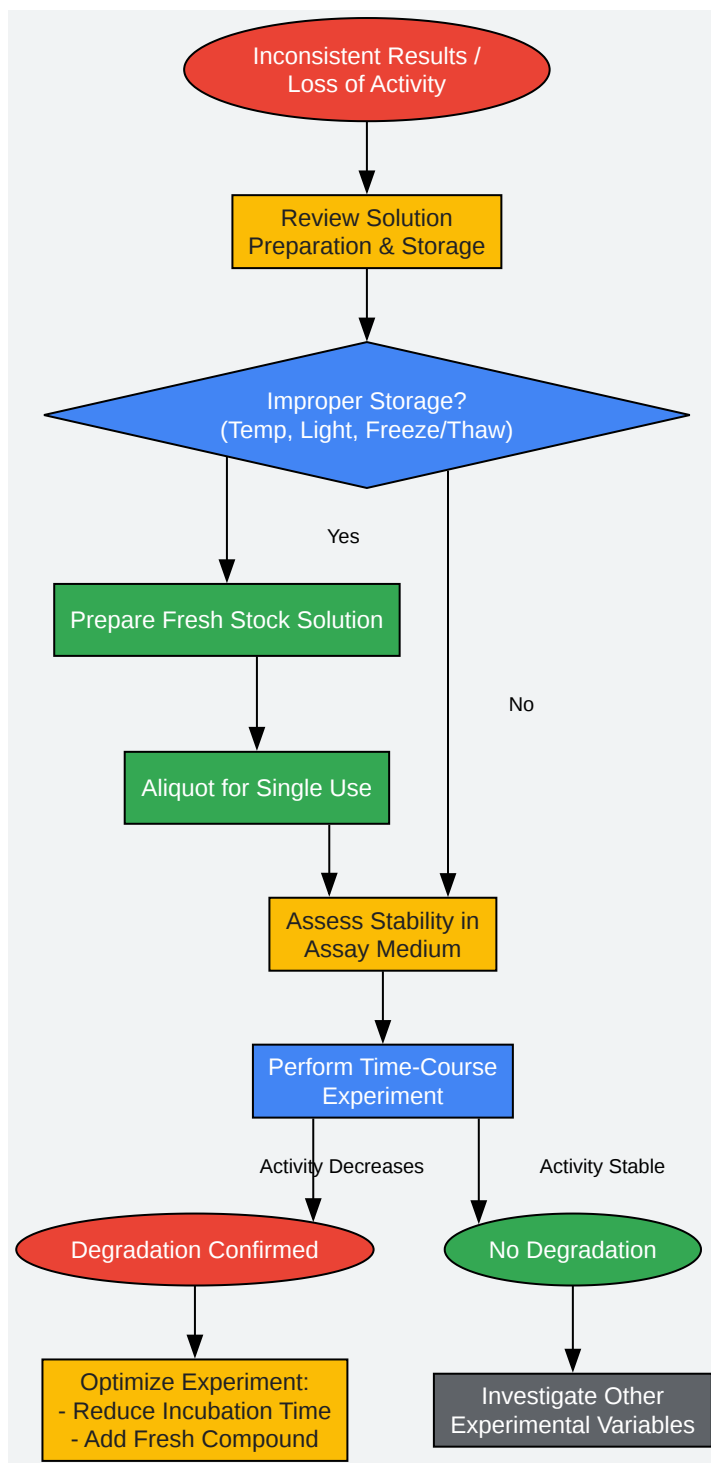 Inconsistent Results /
Loss of Activity
Review Solution
Preparation & Storage
Improper Storage?
(Temp, Light, Freeze/Thaw)
Yes
Prepare Fresh Stock Solution
No
Aliquot for Single Use
Assess Stability in
Assay Medium
Perform Time-Course
Experiment
Activity Decreases
Activity Stable
Degradation Confirmed
No Degradation
Optimize Experiment:
- Reduce Incubation Time
- Add Fresh Compound
Investigate Other
Experimental Variables